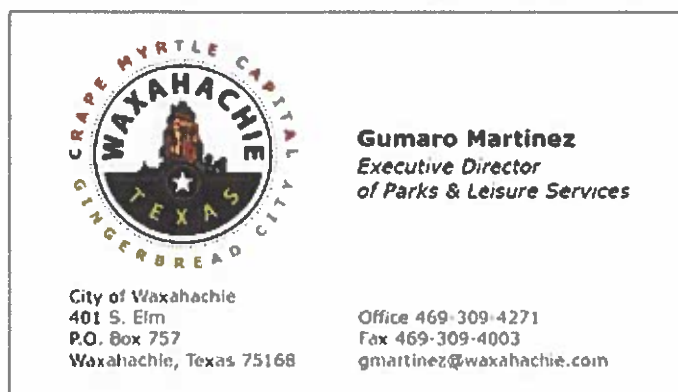 CRAPE MYRTLE CAPITAL
WAXAHACHIE
TEXAS
GINGERBREAD CITY
Gumaro Martinez
Executive Director
of Parks & Leisure Services
City of Waxahachie
401 S. Elm
P.O. Box 757
Waxahachie, Texas 75168
Office 469-309-4271
Fax 469-309-4003
gmartinez@waxahachie.com